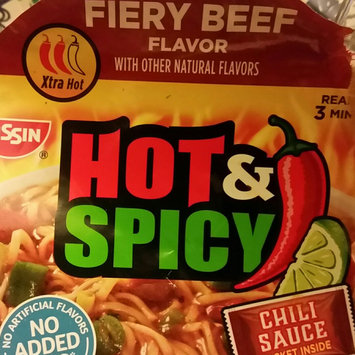 FIERY BEEF
FLAVOR
WITH OTHER NATURAL FLAVORS
Xtra Hot
3 MIN
SSIN
®
HOT &
SPICY
NO ARTIFICIAL FLAVORS
NO
ADDED
CHILI
SAUCE
INSIDE